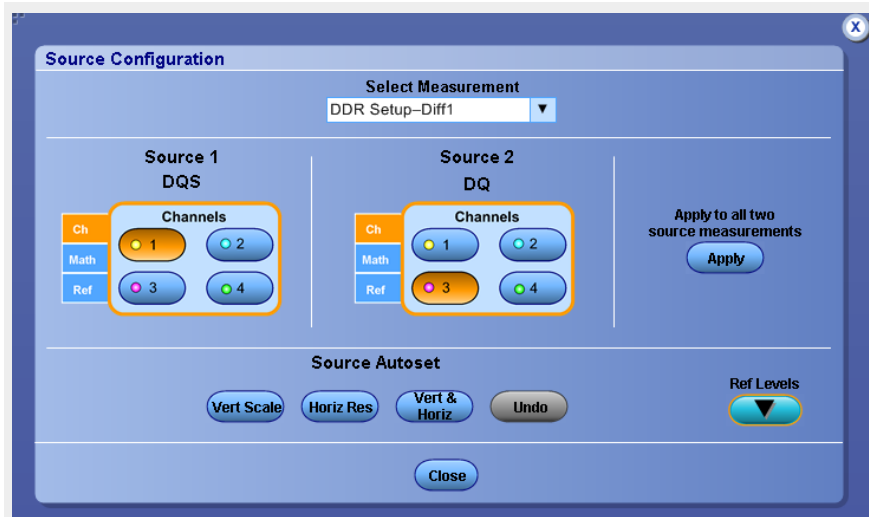 X
Source Configuration
Select Measurement
DDR Setup–Diff1
Source 1
DQS
Ch
Math
Ref
Channels
1
2
3
4
Source 2
DQ
Ch
Math
Ref
Channels
1
2
3
4
Apply to all two
source measurements
Apply
Source Autoset
Vert Scale
Horiz Res
Vert &
Horiz
Undo
Ref Levels
Close